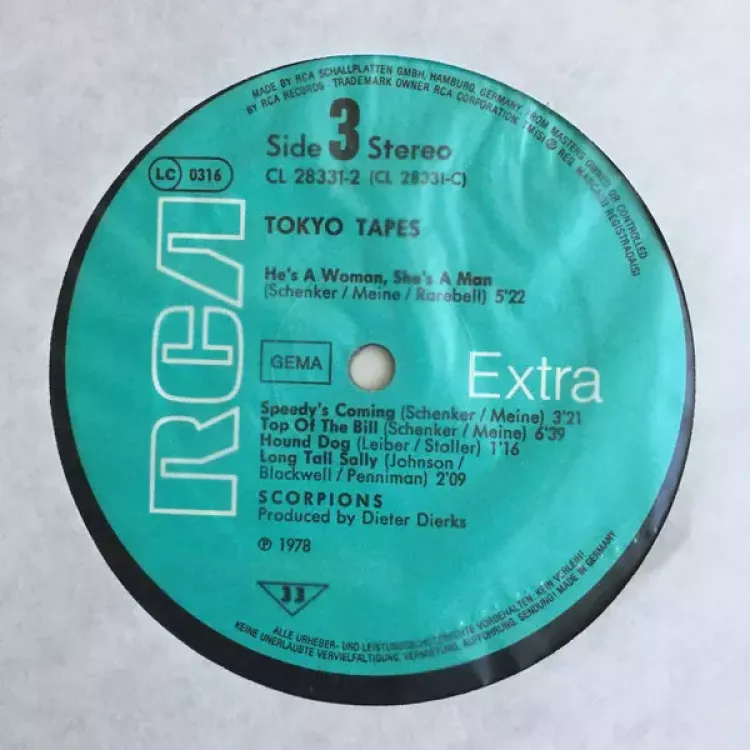 MADE BY RCA SCHALLPLATTEN GMBH, HAMBURG, GERMANY, FROM MASTERS OWNED OR CONTROLLED
BY RCA RECORDS · TRADEMARK OWNER RCA CORPORATION. TM(S) ® REG. MARCA(S) REGISTRADA(S)
Side 3 Stereo
LC 0316
CL 28331-2 (CL 28331-C)
RCA
TOKYO TAPES
He's A Woman, She's A Man
(Schenker / Meine / Rarebell) 5'22
GEMA
Extra
Speedy's Coming (Schenker / Meine) 3'21
Top Of The Bill (Schenker / Meine) 6'39
Hound Dog (Leiber / Stoller) 1'16
Long Tall Sally (Johnson /
Blackwell / Penniman) 2'09
SCORPIONS
Produced by Dieter Dierks
℗ 1978
33
ALLE URHEBER- UND LEISTUNGSSCHUTZRECHTE VORBEHALTEN. KEIN VERLEIH!
KEINE UNERLAUBTE VERVIELFÄLTIGUNG, VERMIETUNG, AUFFÜHRUNG, SENDUNG! MADE IN GERMANY